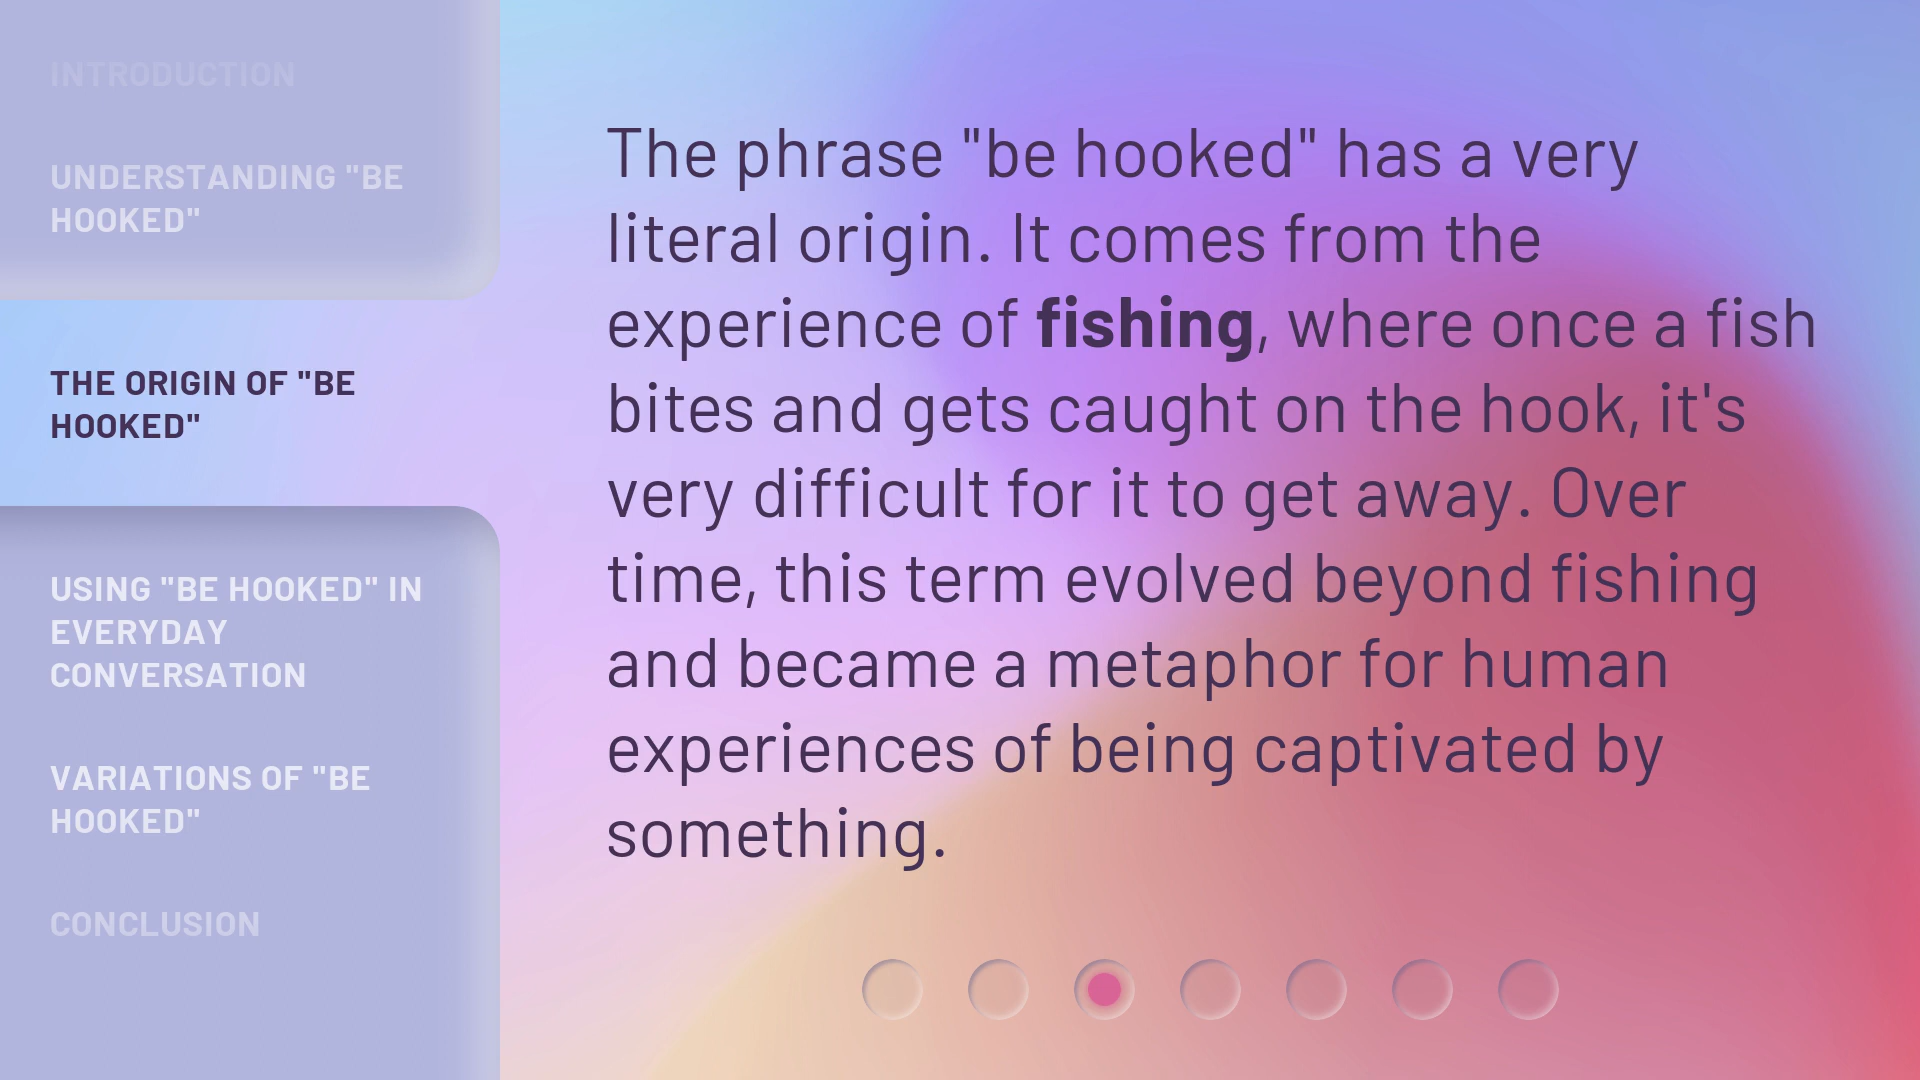 INTRODUCTION
UNDERSTANDING "BE
HOOKED"
THE ORIGIN OF "BE
HOOKED"
USING "BE HOOKED" IN
EVERYDAY
CONVERSATION
VARIATIONS OF "BE
HOOKED"
CONCLUSION
The phrase "be hooked" has a very
literal origin. It comes from the
experience of fishing, where once a fish
bites and gets caught on the hook, it's
very difficult for it to get away. Over
time, this term evolved beyond fishing
and became a metaphor for human
experiences of being captivated by
something.